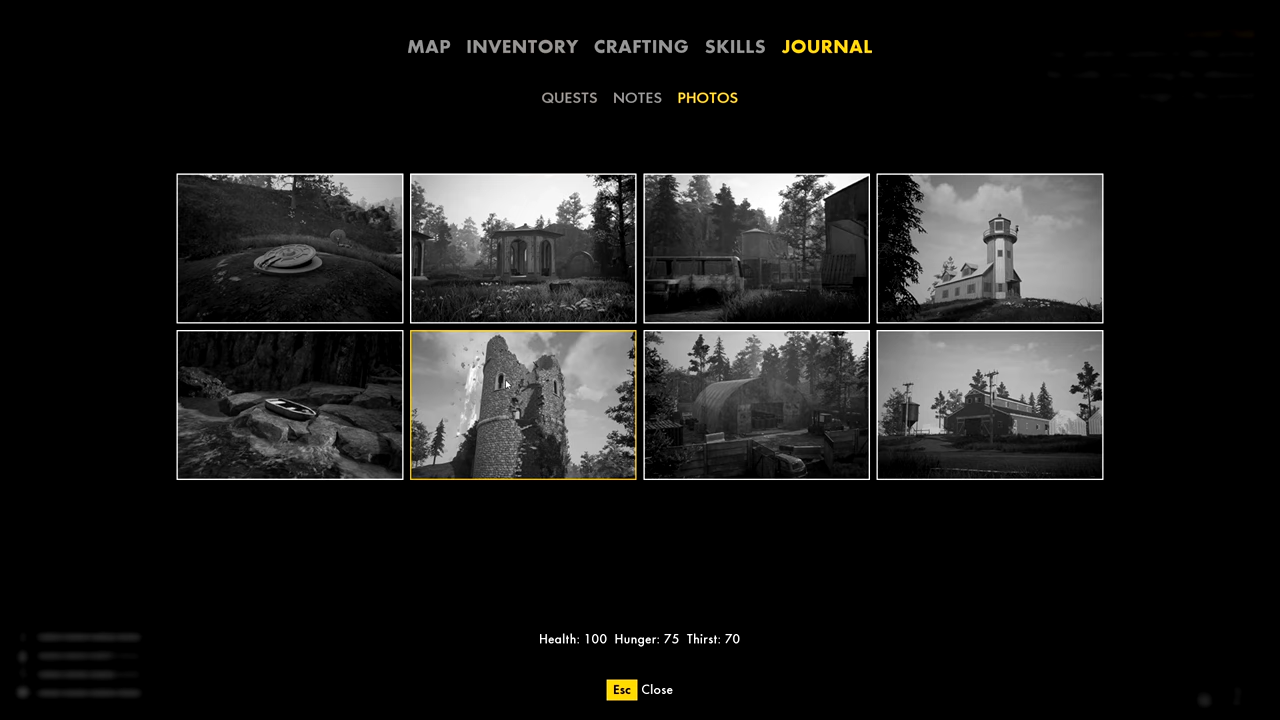 MAP INVENTORY CRAFTING SKILLS JOURNAL
QUESTS NOTES PHOTOS
Health: 100 Hunger: 75 Thirst: 70
Esc Close